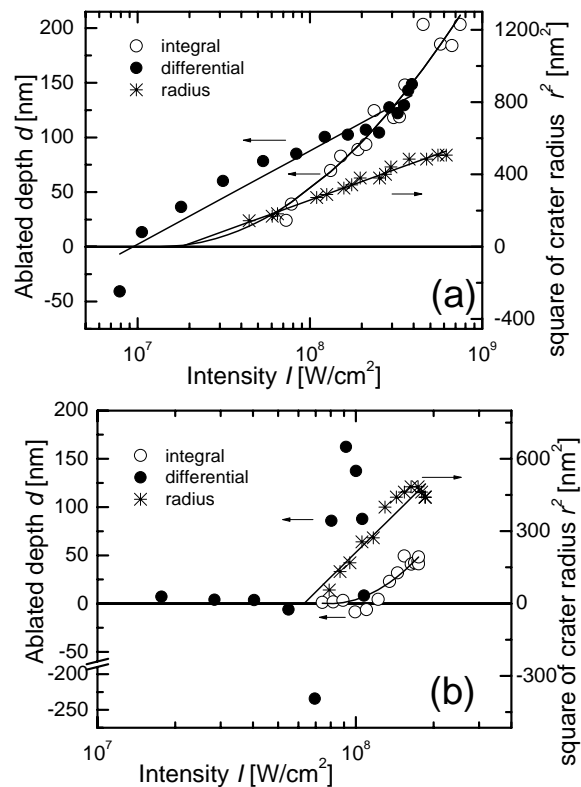 200
150
100
50
0
-50
Ablated depth d [nm]
integral
differential
radius
(a)
1200
800
400
0
-400
square of crater radius r² [nm²]
10⁷
10⁸
10⁹
Intensity I [W/cm²]
200
150
100
50
0
-50
-200
-250
Ablated depth d [nm]
integral
differential
radius
(b)
600
300
0
-300
square of crater radius r² [nm²]
10⁷
10⁸
Intensity I [W/cm²]